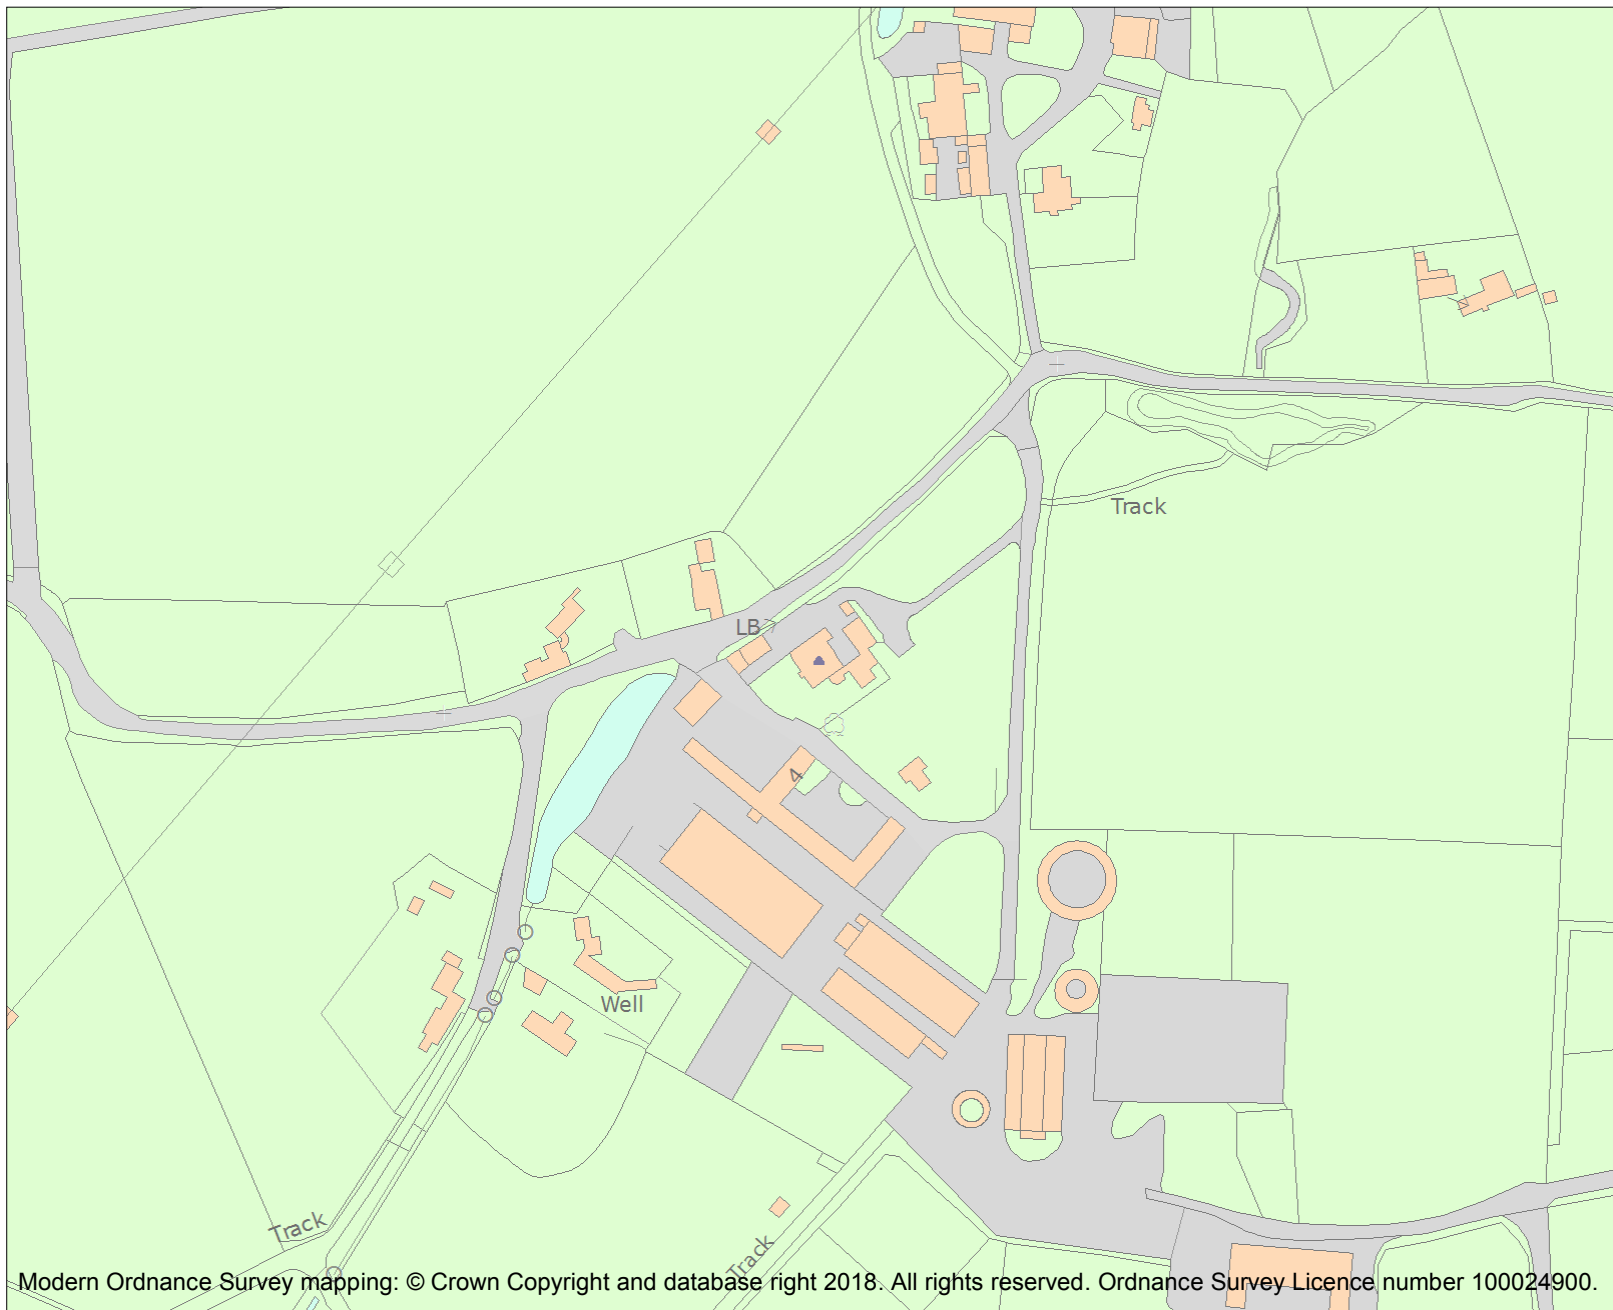 Track
LB
4
Well
Track
Track
Modern Ordnance Survey mapping: © Crown Copyright and database right 2018. All rights reserved. Ordnance Survey Licence number 100024900.